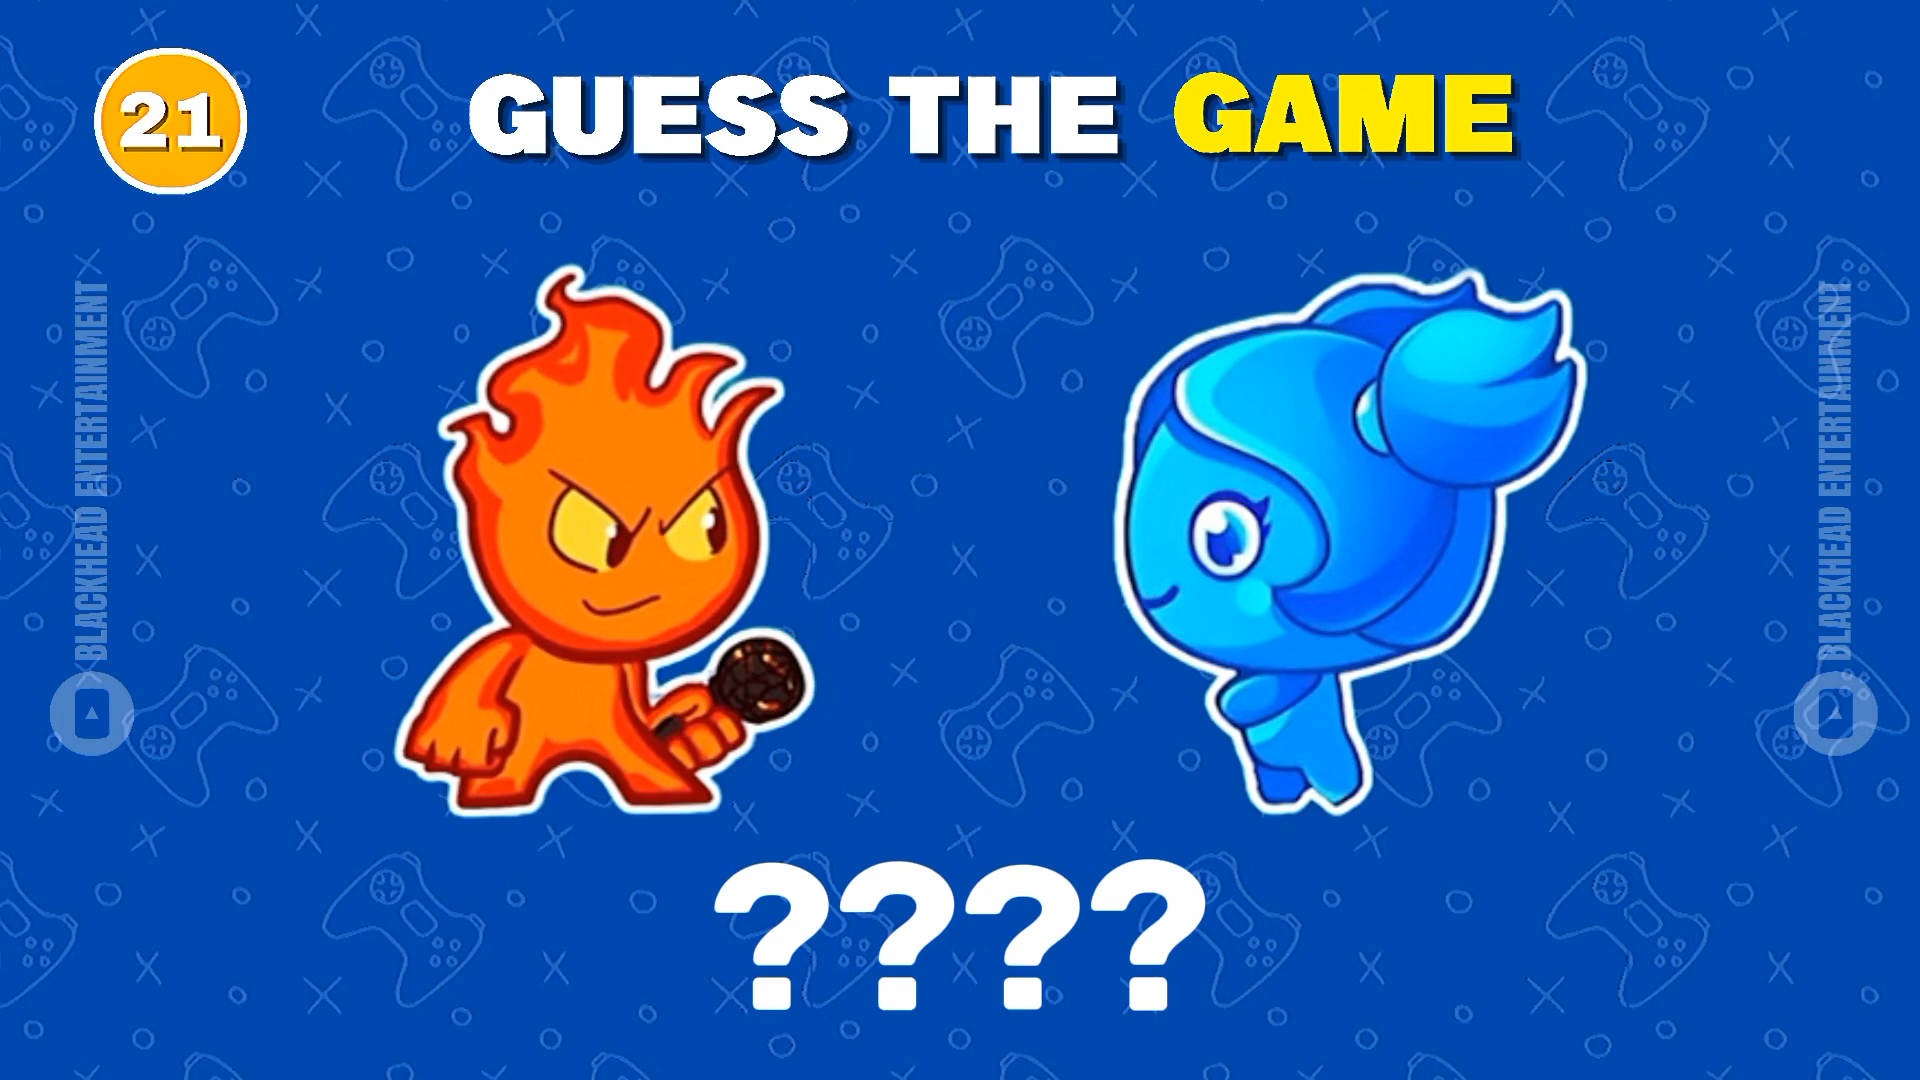 21
GUESS THE GAME
BLACKHEAD ENTERTAINMENT
BLACKHEAD ENTERTAINMENT
????